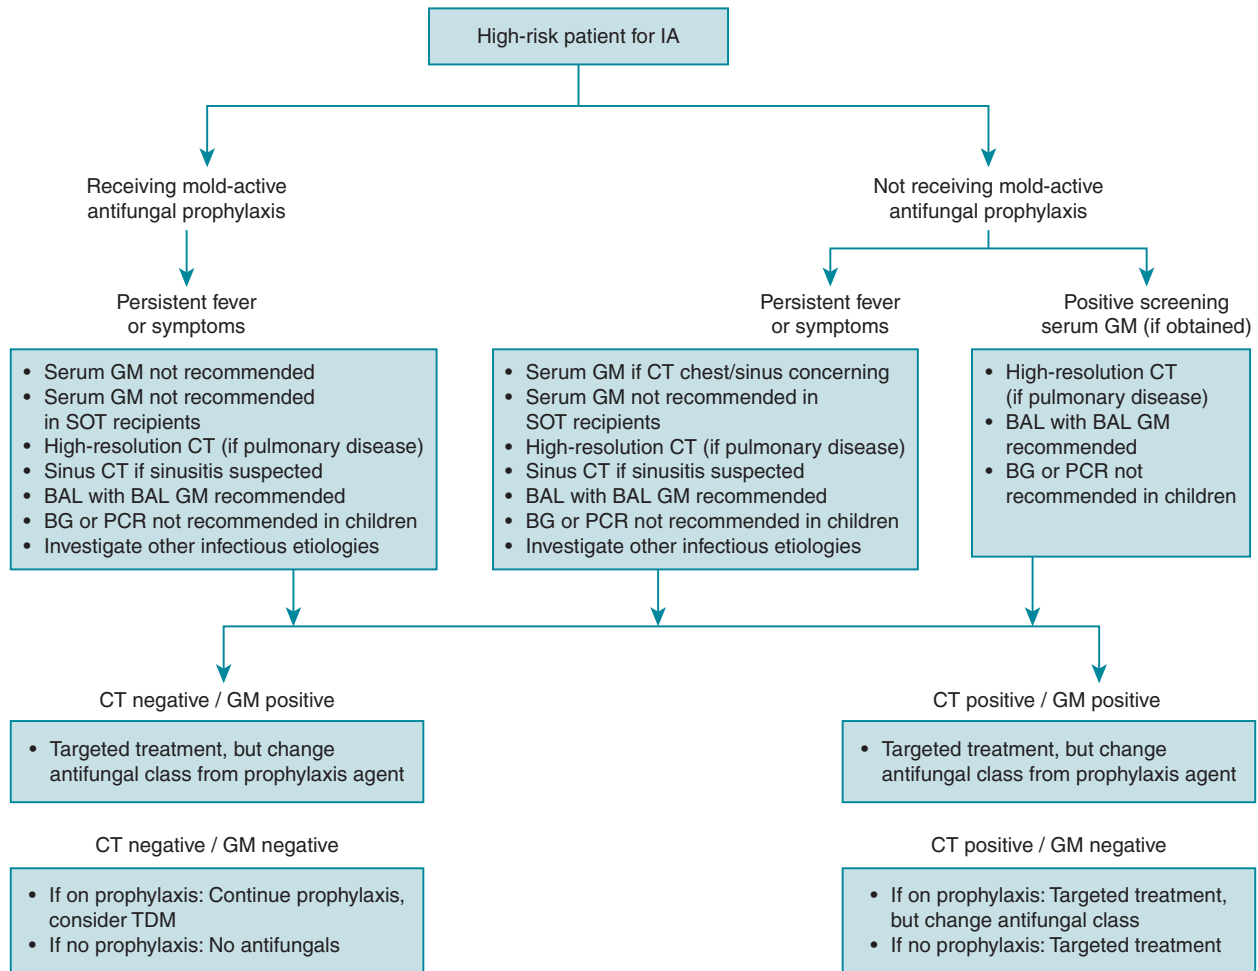 High-risk patient for IA
Receiving mold-active
antifungal prophylaxis
Not receiving mold-active
antifungal prophylaxis
Persistent fever
or symptoms
Persistent fever
or symptoms
Positive screening
serum GM (if obtained)
• Serum GM not recommended
• Serum GM not recommended
in SOT recipients
• High-resolution CT (if pulmonary disease)
• Sinus CT if sinusitis suspected
• BAL with BAL GM recommended
• BG or PCR not recommended in children
• Investigate other infectious etiologies
• Serum GM if CT chest/sinus concerning
• Serum GM not recommended in
SOT recipients
• High-resolution CT (if pulmonary disease)
• Sinus CT if sinusitis suspected
• BAL with BAL GM recommended
• BG or PCR not recommended in children
• Investigate other infectious etiologies
• High-resolution CT
(if pulmonary disease)
• BAL with BAL GM
recommended
• BG or PCR not
recommended in children
CT negative / GM positive
• Targeted treatment, but change
antifungal class from prophylaxis agent
CT positive / GM positive
• Targeted treatment, but change
antifungal class from prophylaxis agent
CT negative / GM negative
• If on prophylaxis: Continue prophylaxis,
consider TDM
• If no prophylaxis: No antifungals
CT positive / GM negative
• If on prophylaxis: Targeted treatment,
but change antifungal class
• If no prophylaxis: Targeted treatment